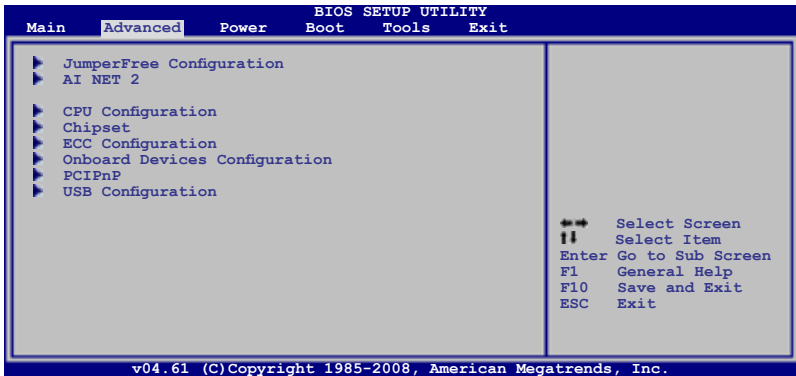 BIOS SETUP UTILITY
Main Advanced Power Boot Tools Exit
JumperFree Configuration
AI NET 2
CPU Configuration
Chipset
ECC Configuration
Onboard Devices Configuration
PCIPnP
USB Configuration
←→ Select Screen
↑↓ Select Item
Enter Go to Sub Screen
F1 General Help
F10 Save and Exit
ESC Exit
v04.61 (C)Copyright 1985-2008, American Megatrends, Inc.